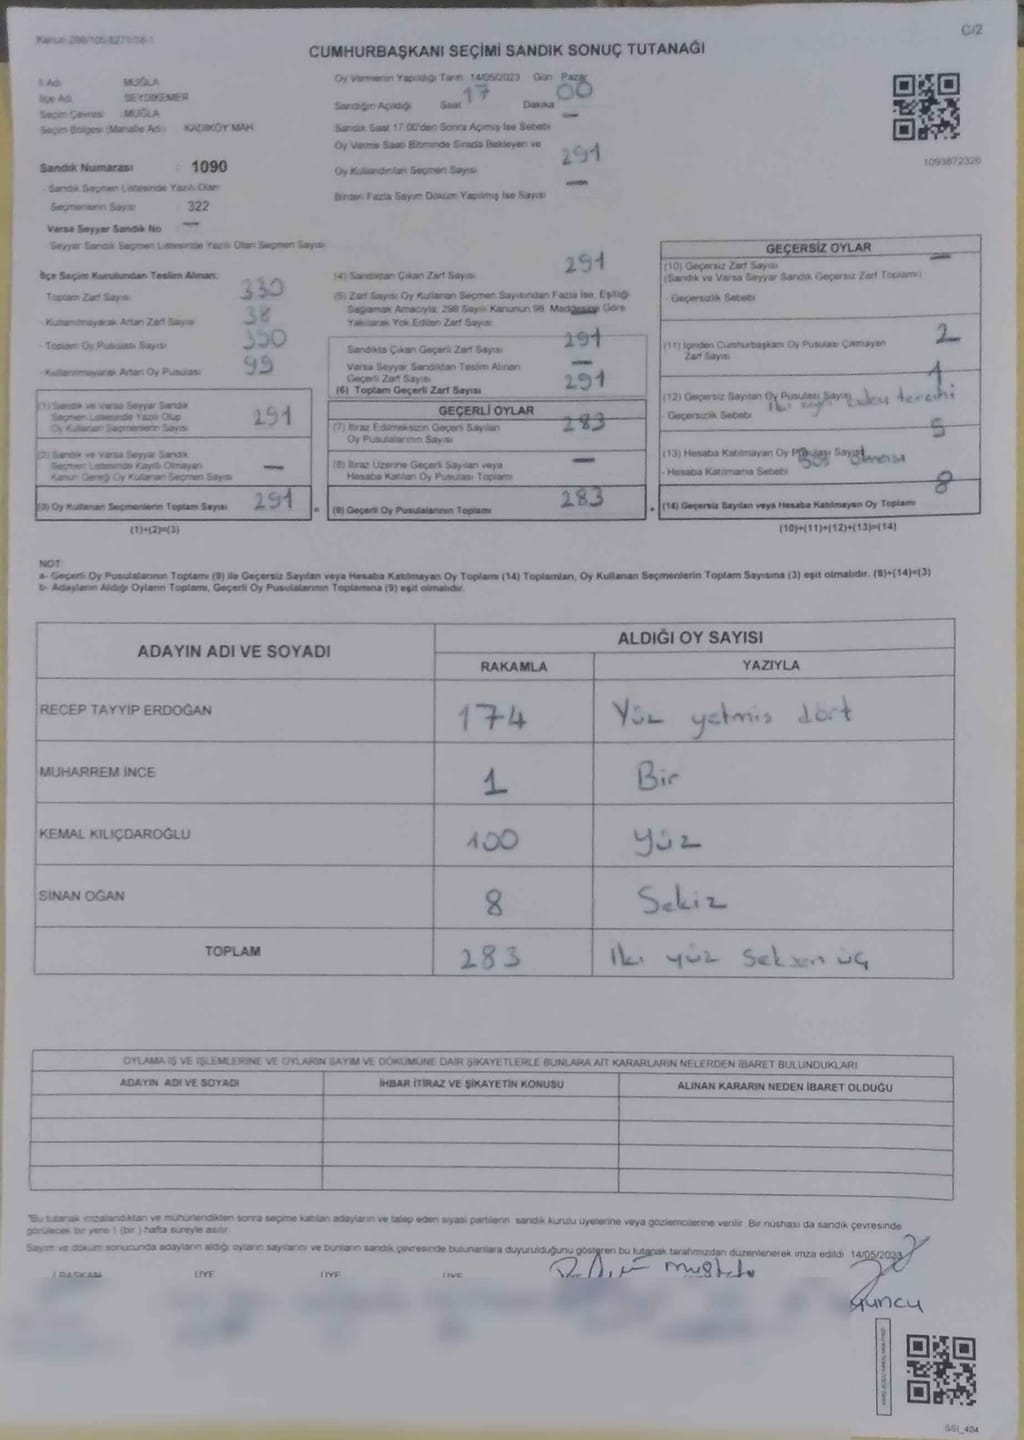 Kanun 298/105-6271/16-1
C/2
CUMHURBAŞKANI SEÇİMİ SANDIK SONUÇ TUTANAĞI
İl Adı MUĞLA
İlçe Adı SEYDİKEMER
Seçim Çevresi : MUĞLA
Seçim Bölgesi (Mahalle Adı) KADIKÖY MAH
Sandık Numarası : 1090
Sandık Seçmen Listesinde Yazılı Olan
Seçmenlerin Sayısı 322
Varsa Seyyar Sandık No —
Seyyar Sandık Seçmen Listesinde Yazılı Olan Seçmen Sayısı
Oy Vermenin Yapıldığı Tarih 14/05/2023 Gün Pazar
Sandığın Açıldığı Saat 17 Dakika 00
Sandık Saat 17:00'den Sonra Açılmış İse Sebebi —
Oy Verme Saati Bitiminde Sırada Bekleyen ve
Oy Kullandırılan Seçmen Sayısı 291
Birden Fazla Sayım Döküm Yapılmış İse Sayısı —
1093872326
İlçe Seçim Kurulundan Teslim Alınan:
Toplam Zarf Sayısı 330
- Kullanılmayarak Artan Zarf Sayısı 38
- Toplam Oy Pusulası Sayısı 390
- Kullanılmayarak Artan Oy Pusulası 99
(1) Sandık ve Varsa Seyyar Sandık
Seçmen Listesinde Yazılı Olup
Oy Kullanan Seçmenlerin Sayısı 291
(2) Sandık ve Varsa Seyyar Sandık
Seçmen Listesinde Kayıtlı Olmayan
Kanun Gereği Oy Kullanan Seçmen Sayısı —
(3) Oy Kullanan Seçmenlerin Toplam Sayısı 291
(1)+(2)=(3)
(4) Sandıktan Çıkan Zarf Sayısı 291
(5) Zarf Sayısı Oy Kullanan Seçmen Sayısından Fazla İse, Eşitliği
Sağlamak Amacıyla, 298 Sayılı Kanunun 98. Maddesine Göre
Yakılarak Yok Edilen Zarf Sayısı —
Sandıkta Çıkan Geçerli Zarf Sayısı 291
Varsa Seyyar Sandıktan Teslim Alınan
Geçerli Zarf Sayısı —
(6) Toplam Geçerli Zarf Sayısı 291
GEÇERLİ OYLAR
(7) İtiraz Edilmeksizin Geçerli Sayılan
Oy Pusulalarının Sayısı 283
(8) İtiraz Üzerine Geçerli Sayılan veya
Hesaba Katılan Oy Pusulası Toplamı —
(9) Geçerli Oy Pusulalarının Toplamı 283
GEÇERSİZ OYLAR
(10) Geçersiz Zarf Sayısı —
(Sandık ve Varsa Seyyar Sandık Geçersiz Zarf Toplamı)
- Geçersizlik Sebebi
(11) İçinden Cumhurbaşkanı Oy Pusulası Çıkmayan
Zarf Sayısı 2
(12) Geçersiz Sayılan Oy Pusulası Sayısı 1
- Geçersizlik Sebebi İki tercihi
(13) Hesaba Katılmayan Oy Pusulası Sayısı 5
- Hesaba Katılmama Sebebi Boş olması
(14) Geçersiz Sayılan veya Hesaba Katılmayan Oy Toplamı 8
(10)+(11)+(12)+(13)=(14)
NOT:
a- Geçerli Oy Pusulalarının Toplamı (9) ile Geçersiz Sayılan veya Hesaba Katılmayan Oy Toplamı (14) Toplamları, Oy Kullanan Seçmenlerin Toplam Sayısına (3) eşit olmalıdır. (9)+(14)=(3)
b- Adayların Aldığı Oyların Toplamı, Geçerli Oy Pusulalarının Toplamına (9) eşit olmalıdır.
ADAYIN ADI VE SOYADI ALDIĞI OY SAYISI
RAKAMLA YAZIYLA
RECEP TAYYIP ERDOĞAN 174 Yüz yetmis dört
MUHARREM İNCE 1 Bir
KEMAL KILIÇDAROĞLU 100 Yüz
SİNAN OĞAN 8 Sekiz
TOPLAM 283 İki yüz seksen üç
OYLAMA İŞ VE İŞLEMLERİNE VE OYLARIN SAYIM VE DÖKÜMÜNE DAİR ŞİKAYETLERLE BUNLARA AİT KARARLARIN NELERDEN İBARET BULUNDUKLARI
ADAYIN ADI VE SOYADI İHBAR İTİRAZ VE ŞİKAYETİN KONUSU ALINAN KARARIN NEDEN İBARET OLDUĞU
*Bu tutanak imzalandıktan ve mühürlendikten sonra seçime katılan adayların ve talep eden siyasi partilerin sandık kurulu üyelerine veya gözlemcilerine verilir. Bir nüshası da sandık çevresinde
görülecek bir yere 1 (bir ) hafta süreyle asılır.
Sayım ve döküm sonucunda adayların aldığı oyların sayılarını ve bunların sandık çevresinde bulunanlara duyurulduğunu gösteren bu tutanak tarafımızdan düzenlenerek imza edildi 14/05/2023
BAŞKAN ÜYE ÜYE ÜYE
SSI_404